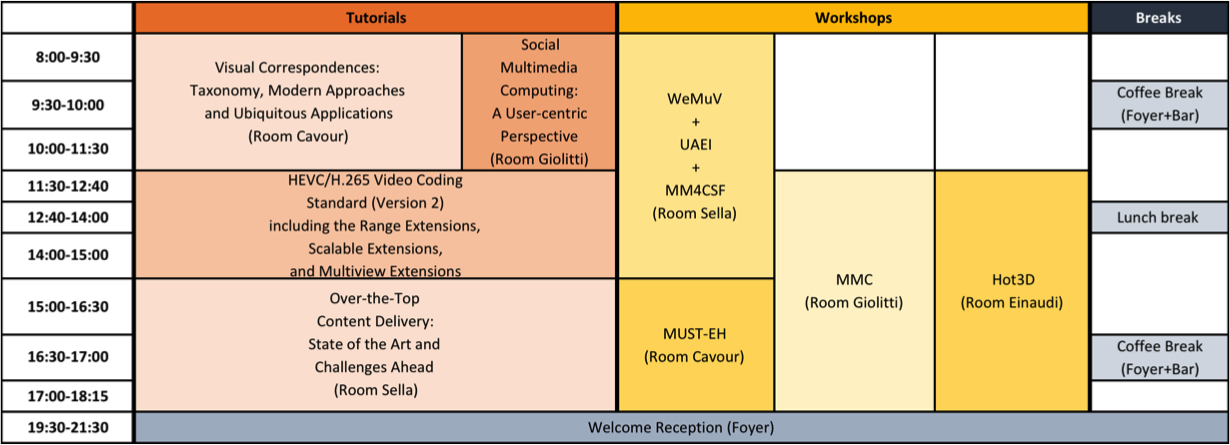 Tutorials
Workshops
Breaks
8:00-9:30
9:30-10:00
10:00-11:30
11:30-12:40
12:40-14:00
14:00-15:00
15:00-16:30
16:30-17:00
17:00-18:15
19:30-21:30
Visual Correspondences:
Taxonomy, Modern Approaches
and Ubiquitous Applications
(Room Cavour)
Social
Multimedia
Computing:
A User-centric
Perspective
(Room Giolitti)
HEVC/H.265 Video Coding
Standard (Version 2)
including the Range Extensions,
Scalable Extensions,
and Multiview Extensions
Over-the-Top
Content Delivery:
State of the Art and
Challenges Ahead
(Room Sella)
WeMuV
+
UAEI
+
MM4CSF
(Room Sella)
MUST-EH
(Room Cavour)
MMC
(Room Giolitti)
Hot3D
(Room Einaudi)
Coffee Break
(Foyer+Bar)
Lunch break
Coffee Break
(Foyer+Bar)
Welcome Reception (Foyer)